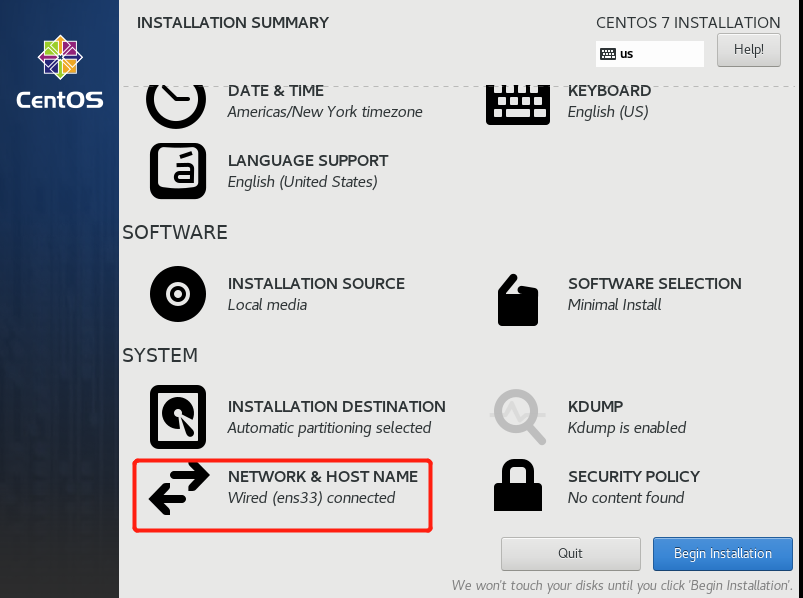 INSTALLATION SUMMARY
CENTOS 7 INSTALLATION
us
Help!
CentOS
DATE & TIME
Americas/New York timezone
KEYBOARD
English (US)
á
LANGUAGE SUPPORT
English (United States)
SOFTWARE
INSTALLATION SOURCE
Local media
SOFTWARE SELECTION
Minimal Install
SYSTEM
INSTALLATION DESTINATION
Automatic partitioning selected
KDUMP
Kdump is enabled
NETWORK & HOST NAME
Wired (ens33) connected
SECURITY POLICY
No content found
Quit
Begin Installation
We won't touch your disks until you click 'Begin Installation'.